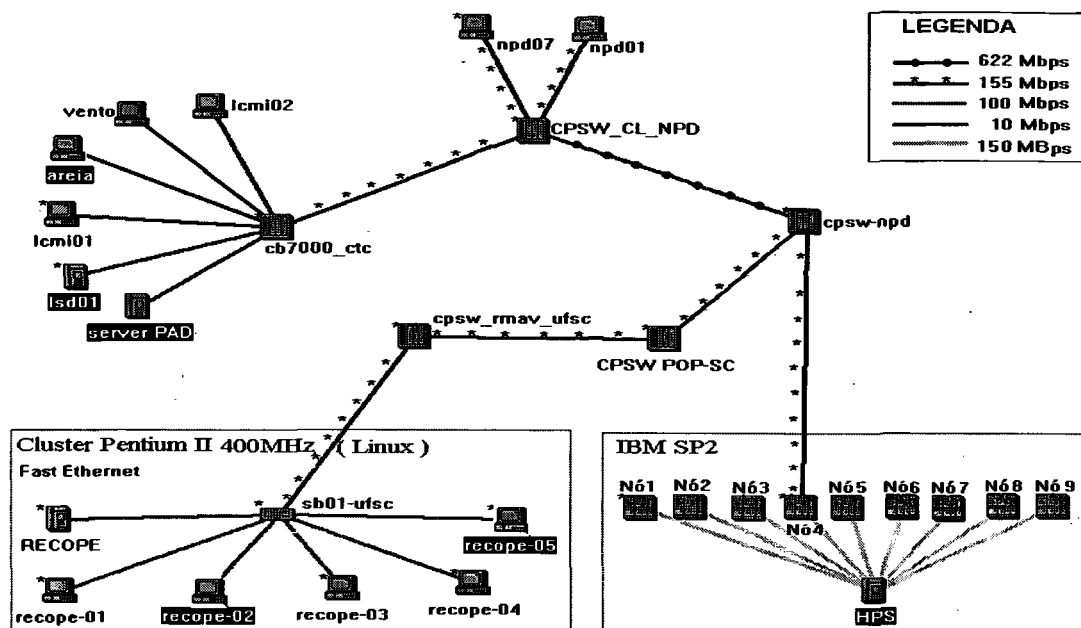 npd07
npd01
LEGENDA
622 Mbps
155 Mbps
100 Mbps
10 Mbps
150 MBps
vento
lcmi02
CPSW_CL_NPD
areia
lcmi01
cb7000_ctc
cpsw-npd
lsd01
server PAD
cpsw_rmav_ufsc
CPSW POP-SC
Cluster Pentium II 400MHz ( Linux )
Fast Ethernet
sb01-ufsc
RECOPE
recope-05
recope-01
recope-02
recope-03
recope-04
IBM SP2
Nó1
Nó2
Nó3
Nó5
Nó6
Nó7
Nó8
Nó9
Nó4
HPS